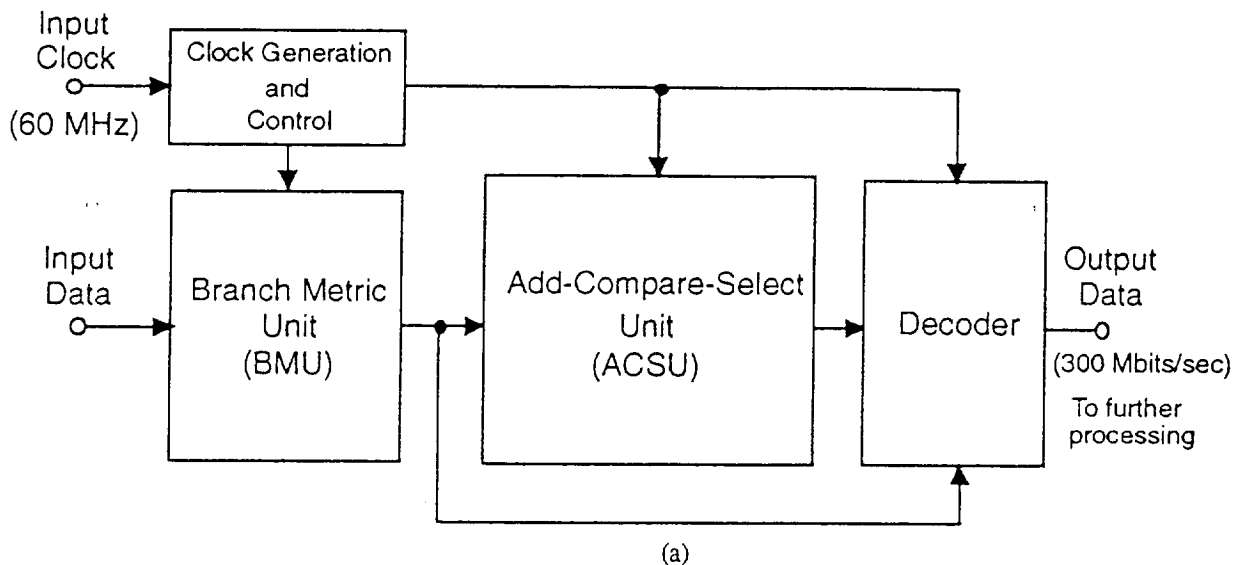 Input
Clock
(60 MHz)
Clock Generation
and
Control
Input
Data
Branch Metric
Unit
(BMU)
Add-Compare-Select
Unit
(ACSU)
Decoder
Output
Data
(300 Mbits/sec)
To further
processing
(a)